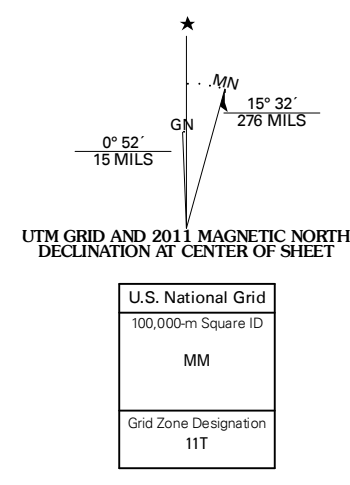 MN
GN
15° 32´
276 MILS
0° 52´
15 MILS
UTM GRID AND 2011 MAGNETIC NORTH
DECLINATION AT CENTER OF SHEET
U.S. National Grid
100,000-m Square ID
MM
Grid Zone Designation
11T